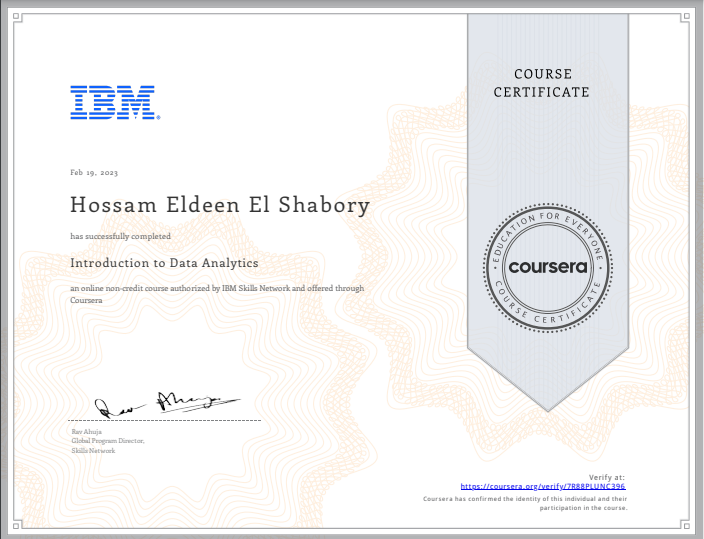 IBM®
COURSE
CERTIFICATE
Feb 19, 2023
Hossam Eldeen El Shabory
has successfully completed
Introduction to Data Analytics
an online non-credit course authorized by IBM Skills Network and offered through
Coursera
EDUCATION FOR EVERYONE
coursera
COURSE CERTIFICATE
Rav Ahuja
Global Program Director,
Skills Network
Verify at:
https://coursera.org/verify/7R88PLUNC396
Coursera has confirmed the identity of this individual and their
participation in the course.